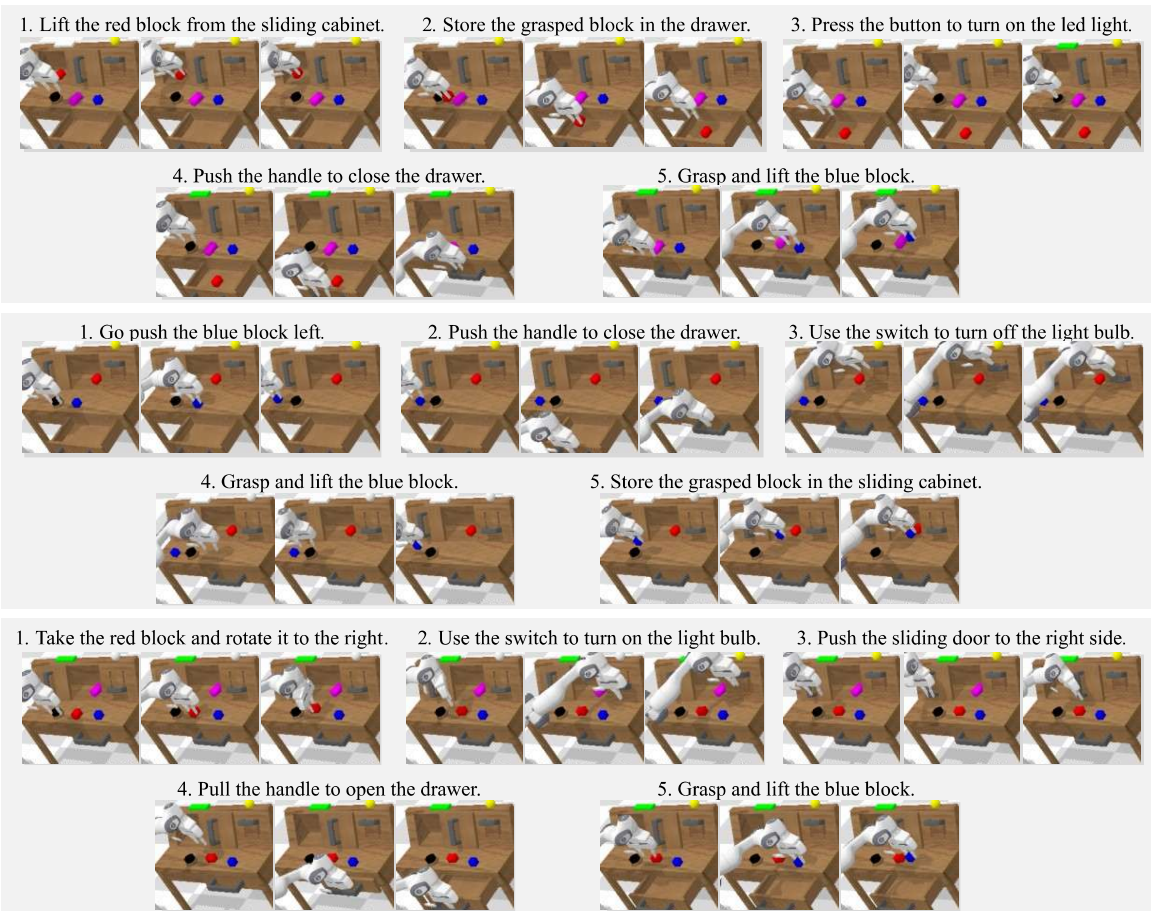 1. Lift the red block from the sliding cabinet.
2. Store the grasped block in the drawer.
3. Press the button to turn on the led light.
4. Push the handle to close the drawer.
5. Grasp and lift the blue block.
1. Go push the blue block left.
2. Push the handle to close the drawer.
3. Use the switch to turn off the light bulb.
4. Grasp and lift the blue block.
5. Store the grasped block in the sliding cabinet.
1. Take the red block and rotate it to the right.
2. Use the switch to turn on the light bulb.
3. Push the sliding door to the right side.
4. Pull the handle to open the drawer.
5. Grasp and lift the blue block.